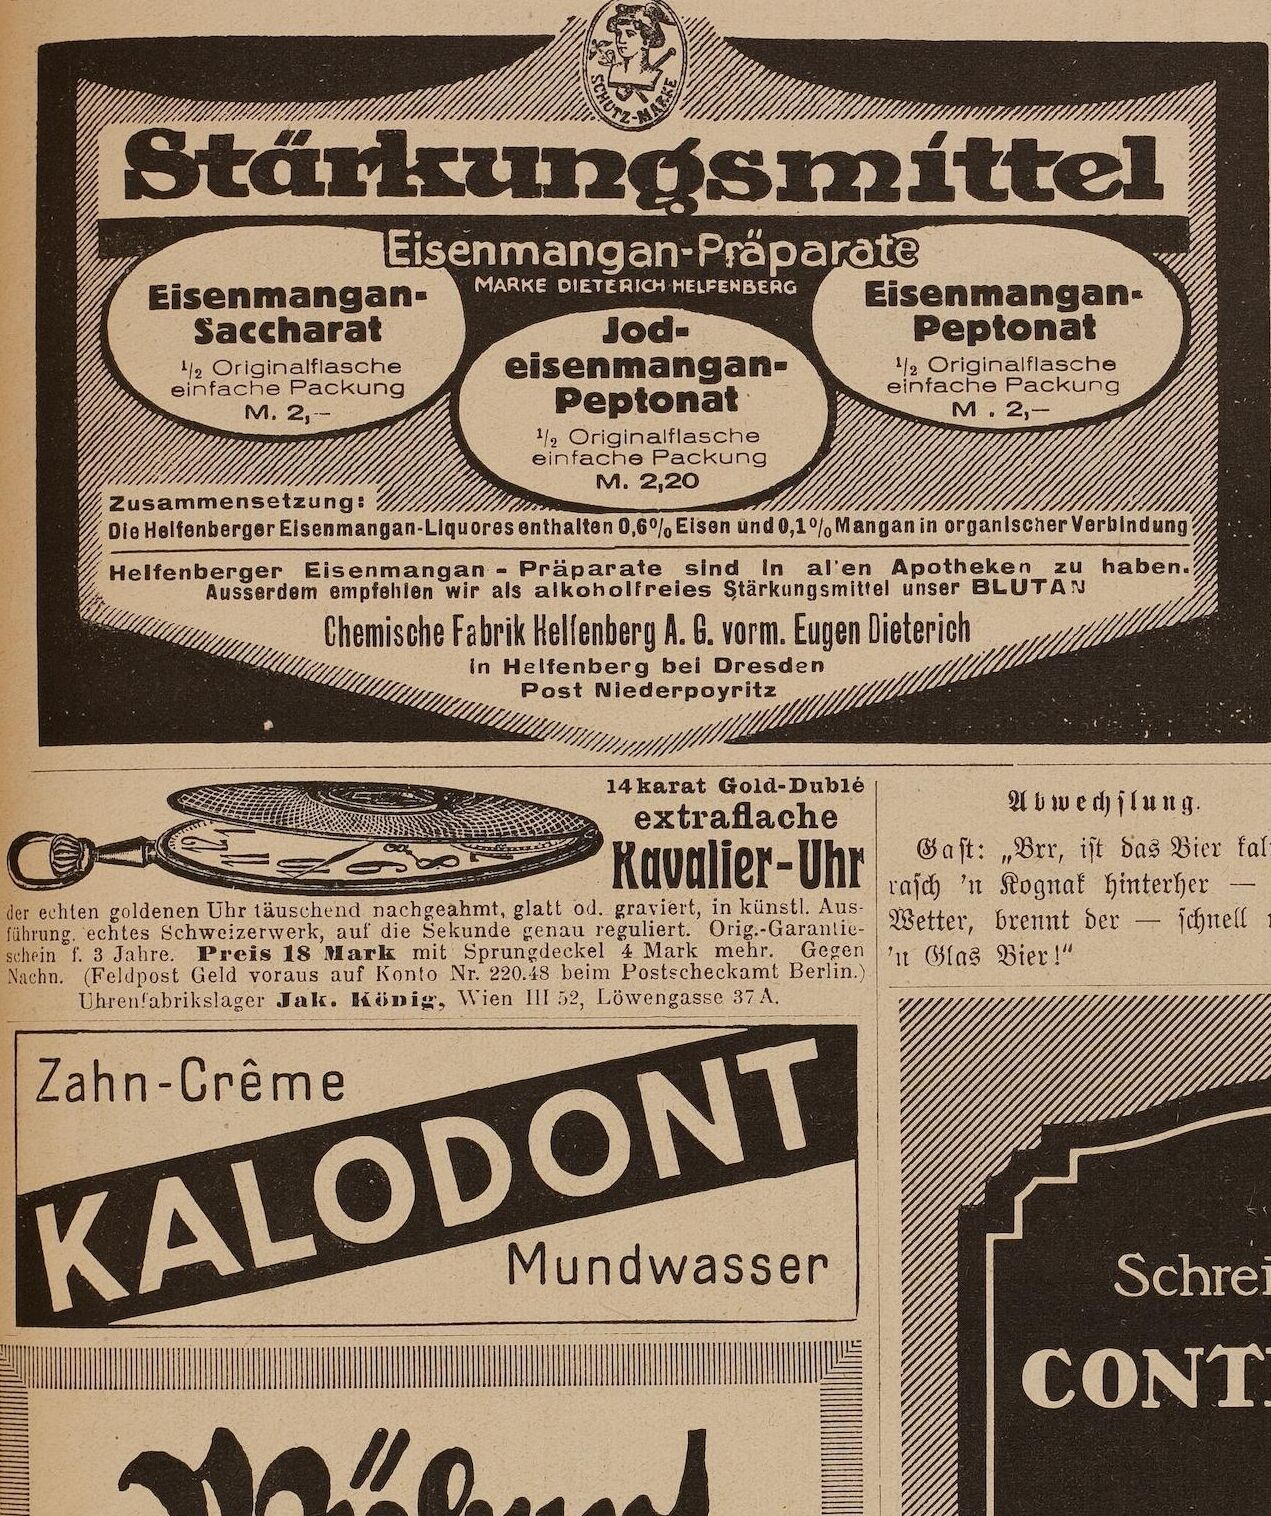 SCHUTZ-MARKE
Stärkungsmittel
Eisenmangan-Präparate
MARKE DIETERICH-HELFENBERG
Eisenmangan-
Saccharat
1/2 Originalflasche
einfache Packung
M. 2,—
Jod-
eisenmangan-
Peptonat
1/2 Originalflasche
einfache Packung
M. 2,20
Eisenmangan-
Peptonat
1/2 Originalflasche
einfache Packung
M. 2,—
Zusammensetzung:
Die Helfenberger Eisenmangan-Liquores enthalten 0,6% Eisen und 0,1% Mangan in organischer Verbindung
Helfenberger Eisenmangan - Präparate sind in al'en Apotheken zu haben.
Ausserdem empfehlen wir als alkoholfreies Stärkungsmittel unser BLUTAN
Chemische Fabrik Helfenberg A. G. vorm. Eugen Dieterich
in Helfenberg bei Dresden
Post Niederpoyritz
14karat Gold-Dublé
extraflache
Kavalier-Uhr
der echten goldenen Uhr täuschend nachgeahmt, glatt od. graviert, in künstl. Aus-
führung, echtes Schweizerwerk, auf die Sekunde genau reguliert. Orig.-Garantie-
schein f. 3 Jahre. Preis 18 Mark mit Sprungdeckel 4 Mark mehr. Gegen
Nachn. (Feldpost Geld voraus auf Konto Nr. 220.48 beim Postscheckamt Berlin.)
Uhrenfabrikslager Jak. König, Wien III 52, Löwengasse 37 A.
Zahn-Crême
KALODONT
Mundwasser
Abwechslung.
Gast: „Brr, ist das Bier kal
rasch 'n Kognak hinterher —
Wetter, brennt der — schnell
'n Glas Bier!"
Schrei
CONT